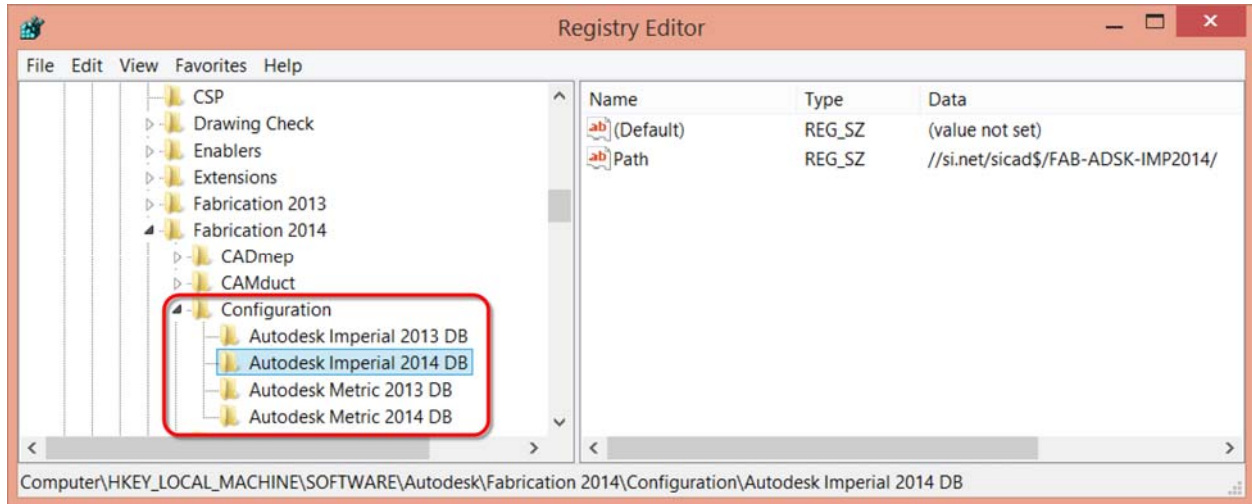 Registry Editor
File Edit View Favorites Help
CSP
Drawing Check
Enablers
Extensions
Fabrication 2013
Fabrication 2014
CADmep
CAMduct
Configuration
Autodesk Imperial 2013 DB
Autodesk Imperial 2014 DB
Autodesk Metric 2013 DB
Autodesk Metric 2014 DB
Name Type Data
ab (Default) REG_SZ (value not set)
ab Path REG_SZ //si.net/sicad$/FAB-ADSK-IMP2014/
Computer\HKEY_LOCAL_MACHINE\SOFTWARE\Autodesk\Fabrication 2014\Configuration\Autodesk Imperial 2014 DB